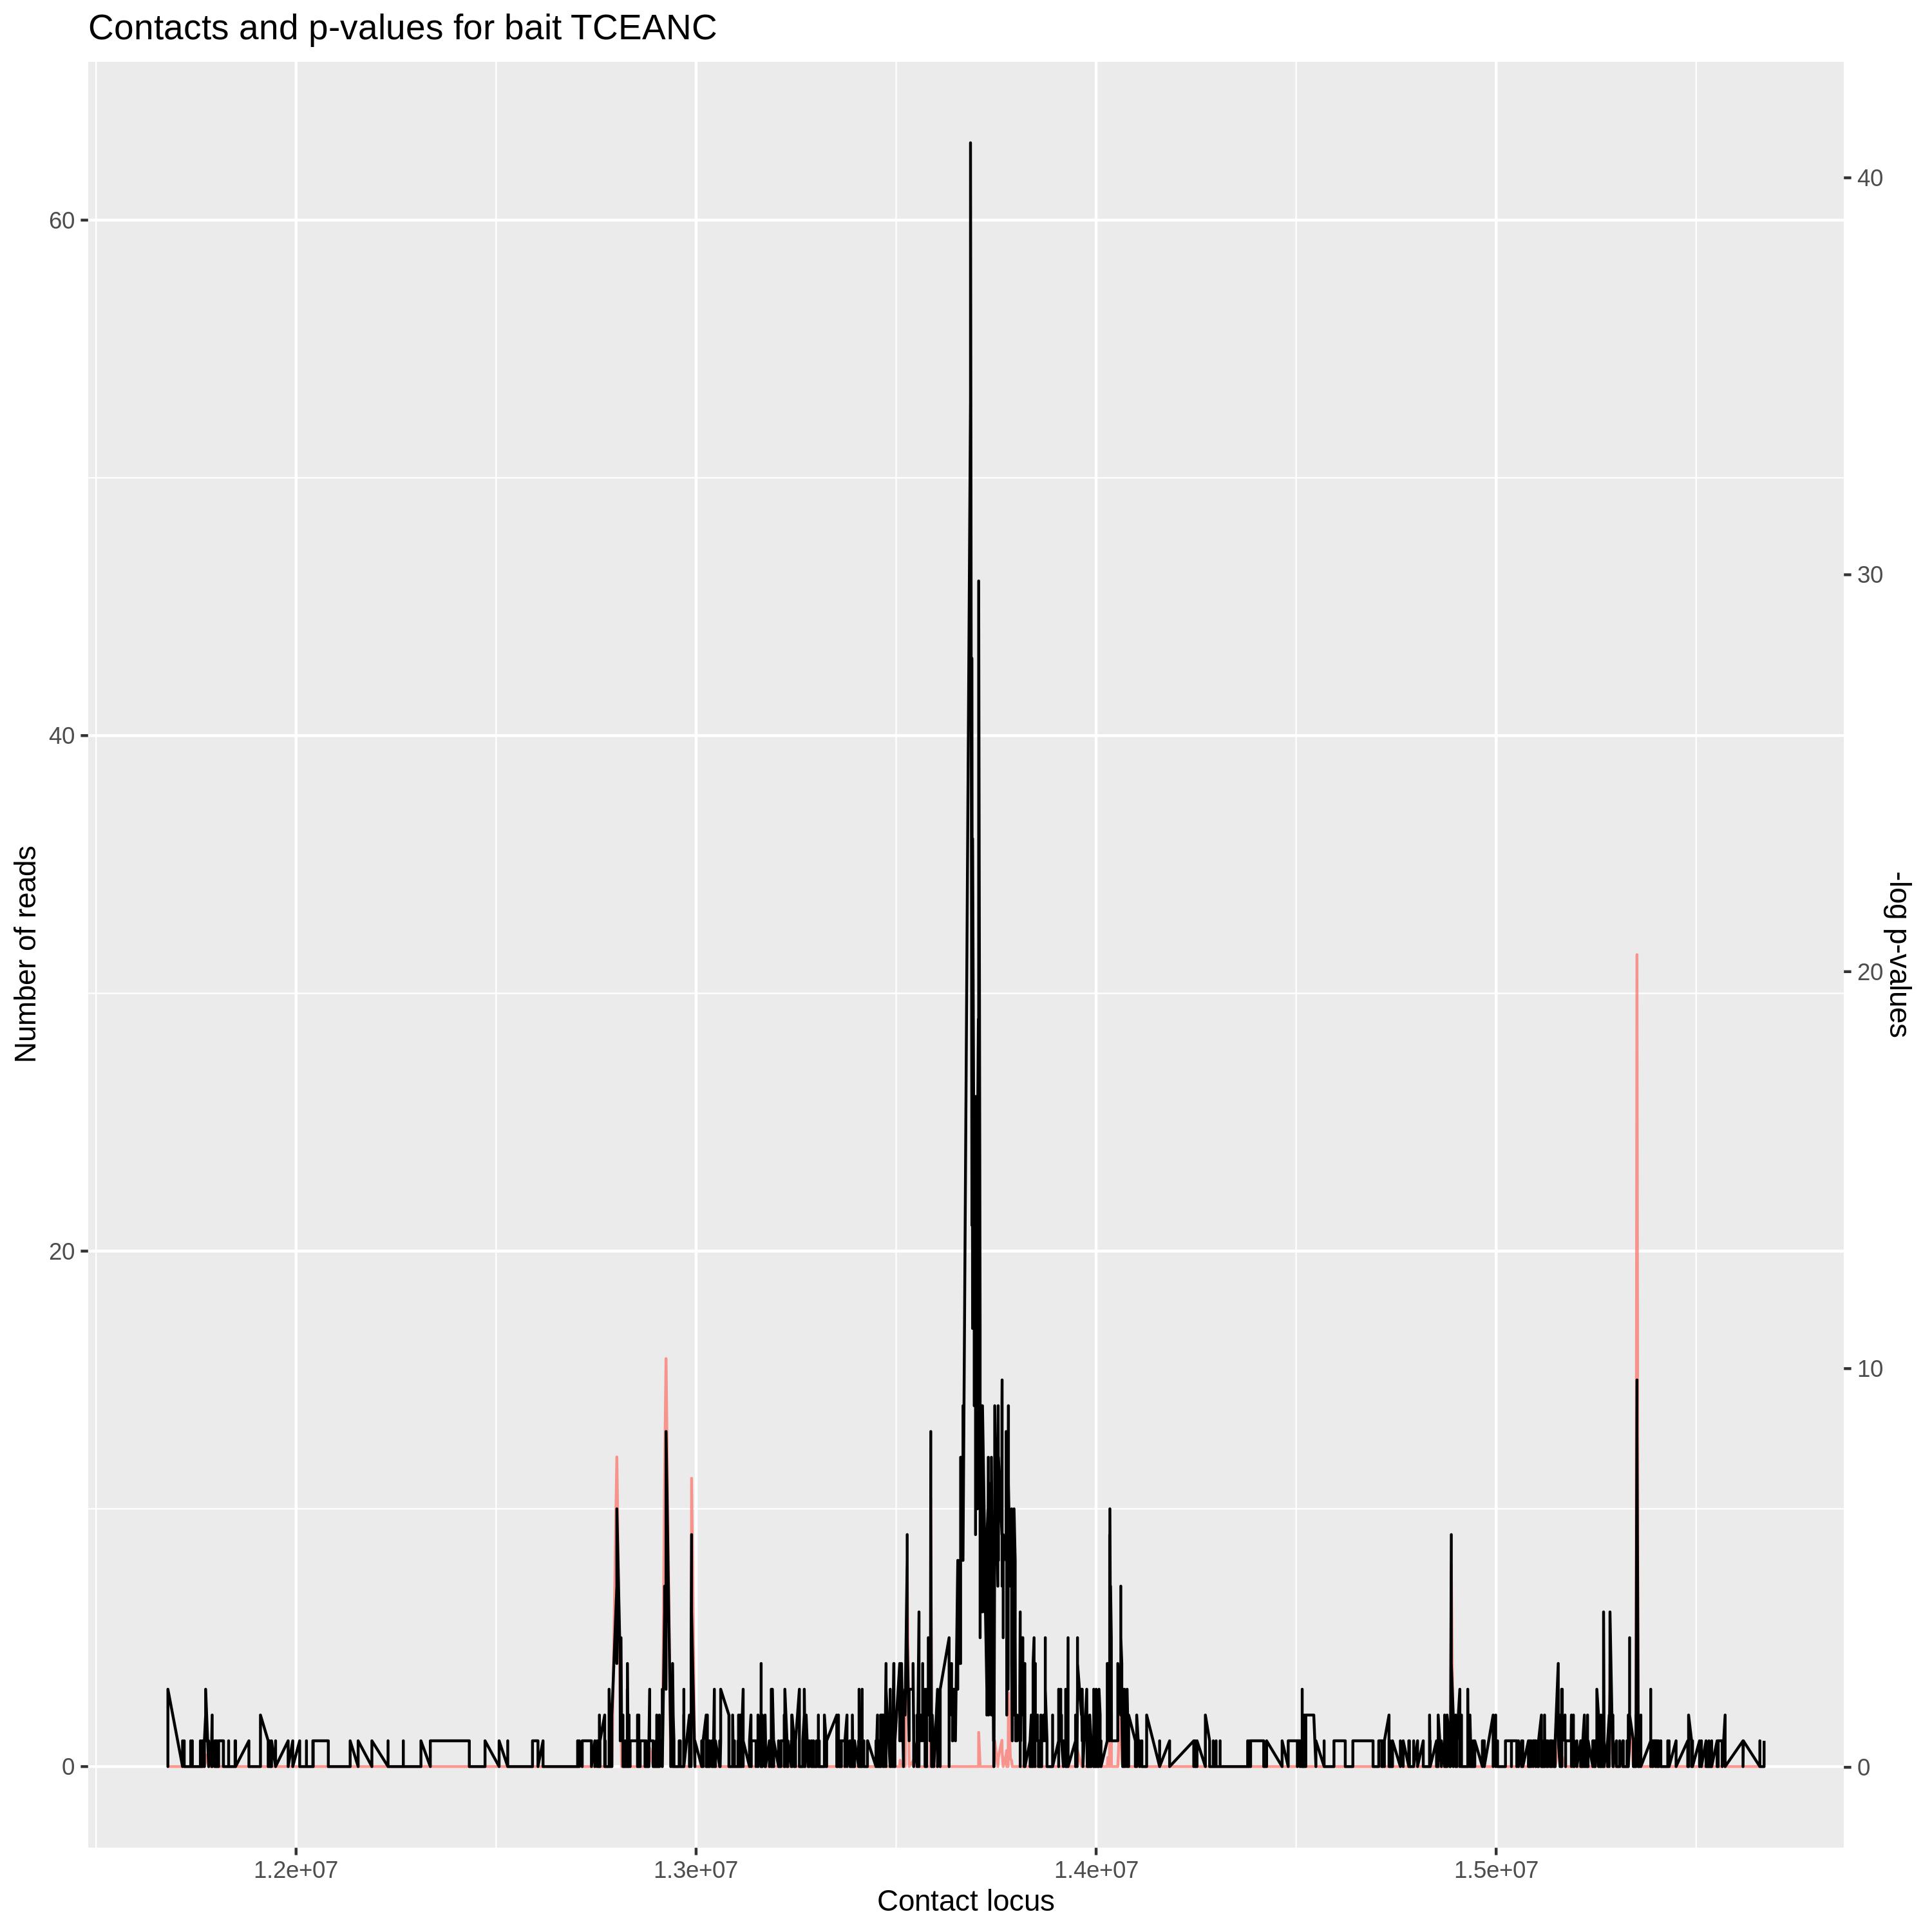 Contacts and p-values for bait TCEANC
60
40
20
0
Number of reads
40
30
20
10
0
-log p-values
1.2e+07 1.3e+07 1.4e+07 1.5e+07
Contact locus